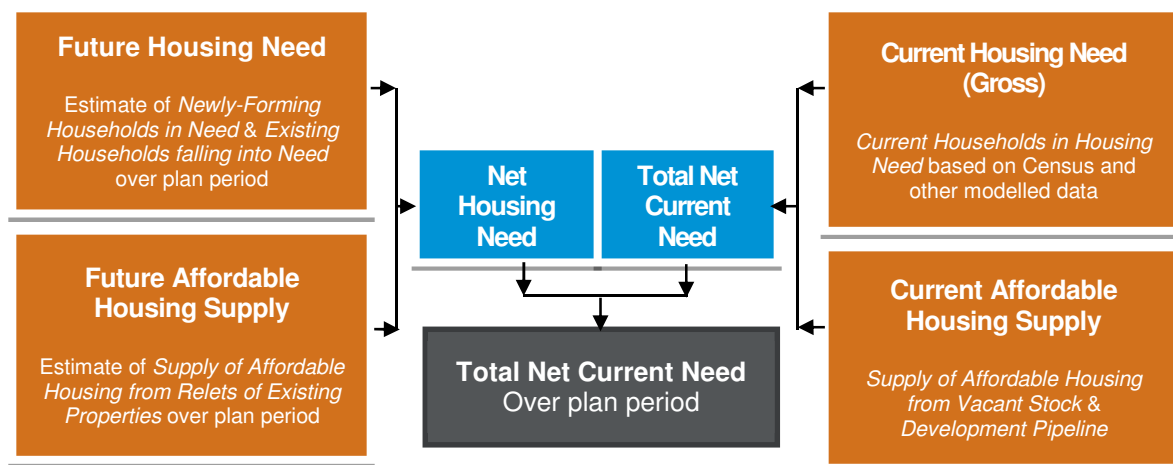 Future Housing Need
Estimate of Newly-Forming
Households in Need & Existing
Households falling into Need
over plan period
Future Affordable
Housing Supply
Estimate of Supply of Affordable
Housing from Relets of Existing
Properties over plan period
Net
Housing
Need
Total Net
Current
Need
Total Net Current Need
Over plan period
Current Housing Need
(Gross)
Current Households in Housing
Need based on Census and
other modelled data
Current Affordable
Housing Supply
Supply of Affordable Housing
from Vacant Stock &
Development Pipeline